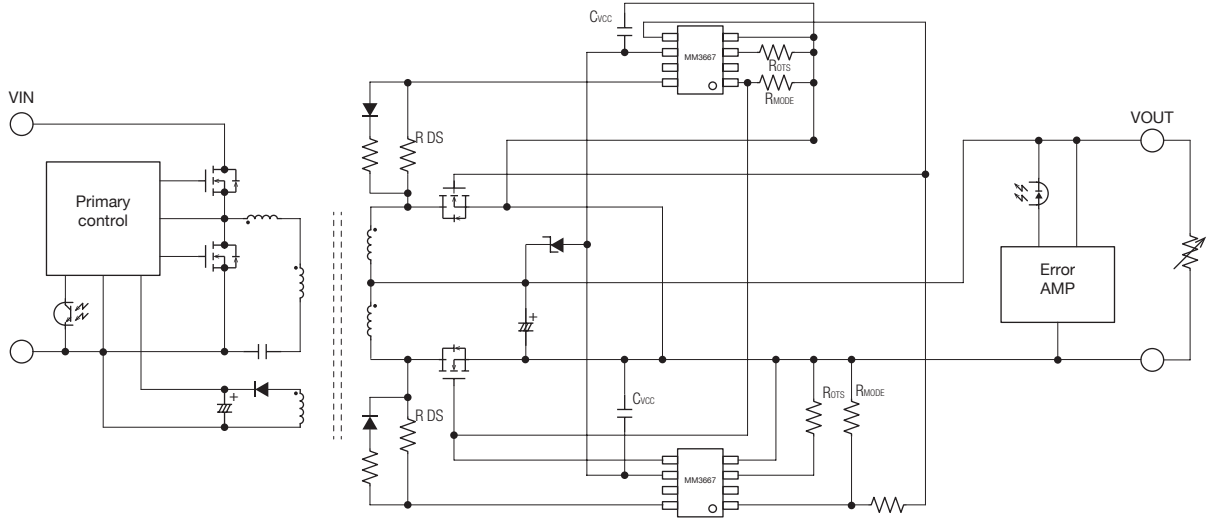 CVCC
MM3667
ROTS
RMODE
VIN
R DS
VOUT
Primary
control
Error
AMP
R DS
CVCC
ROTS
RMODE
MM3667